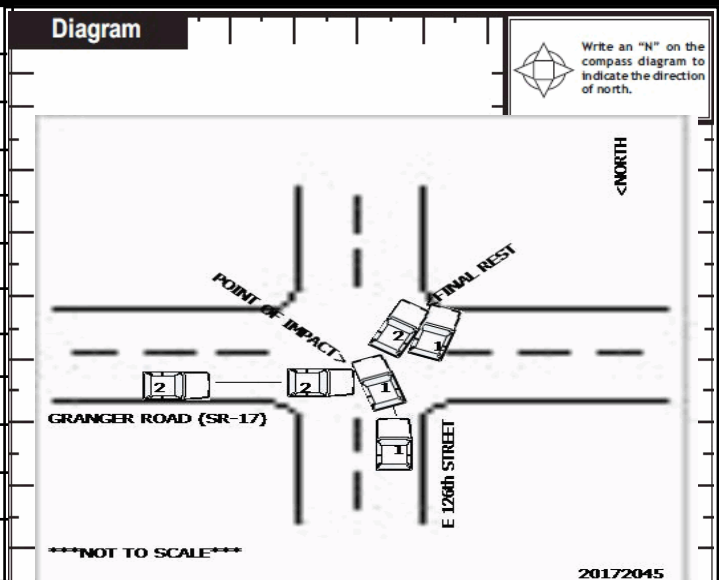 Diagram
Write an “N” on the
compass diagram to
indicate the direction
of north.
<NORTH
<FINAL REST
POINT OF IMPACT>
2
1
2
2
1
GRANGER ROAD (SR-17)
1
E 126th STREET
***NOT TO SCALE***
20172045